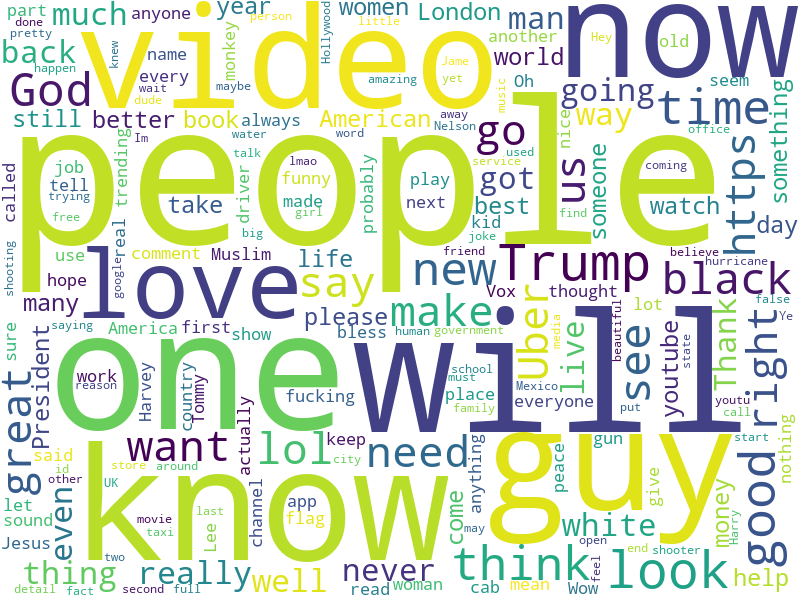 part
much
anyone
year
women
London
man
another
now
done
pretty
knew
monkey
video
Hollywood
person
little
Jame
yet
amazing
music
Hey
old
back
happen
name
every
wait
dude
maybe
world
Oh
seem
God
going
time
still
better
book
always
American
go
way
nice
office
something
trending
Im
water
word
away
Nelson
people
us
called
job
tell
trying
free
talk
lmao
funny
used
service
got
someone
coming
find
https
take
driver
made
girl
probably
play
next
best
kid
joke
watch
day
use
big
comment
Muslim
life
friend
believe
hurricane
shooting
google
real
love
say
new
Trump
black
hope
many
please
Vox
thought
lot
false
Ye
saying
America
first
show
bless
human
government
make
Uber
media
live
see
beautiful
state
youtube
Thank
right
sure
President
one
will
work
reason
Harvey
country
Tommy
fucking
school
must
family
place
Mexico
everyone
put
youtu
call
great
actually
want
lol
keep
need
know
guy
gun
start
nothing
said
id
other
store
around
city
anything
peace
give
money
good
let
sound
even
UK
movie
taxi
last
Lee
channel
app
flag
come
may
open
white
Harry
Jesus
two
think
end
shooter
look
thing
really
well
never
cab
Wow
feel
help
detail
fact
second
full
read
woman
mean